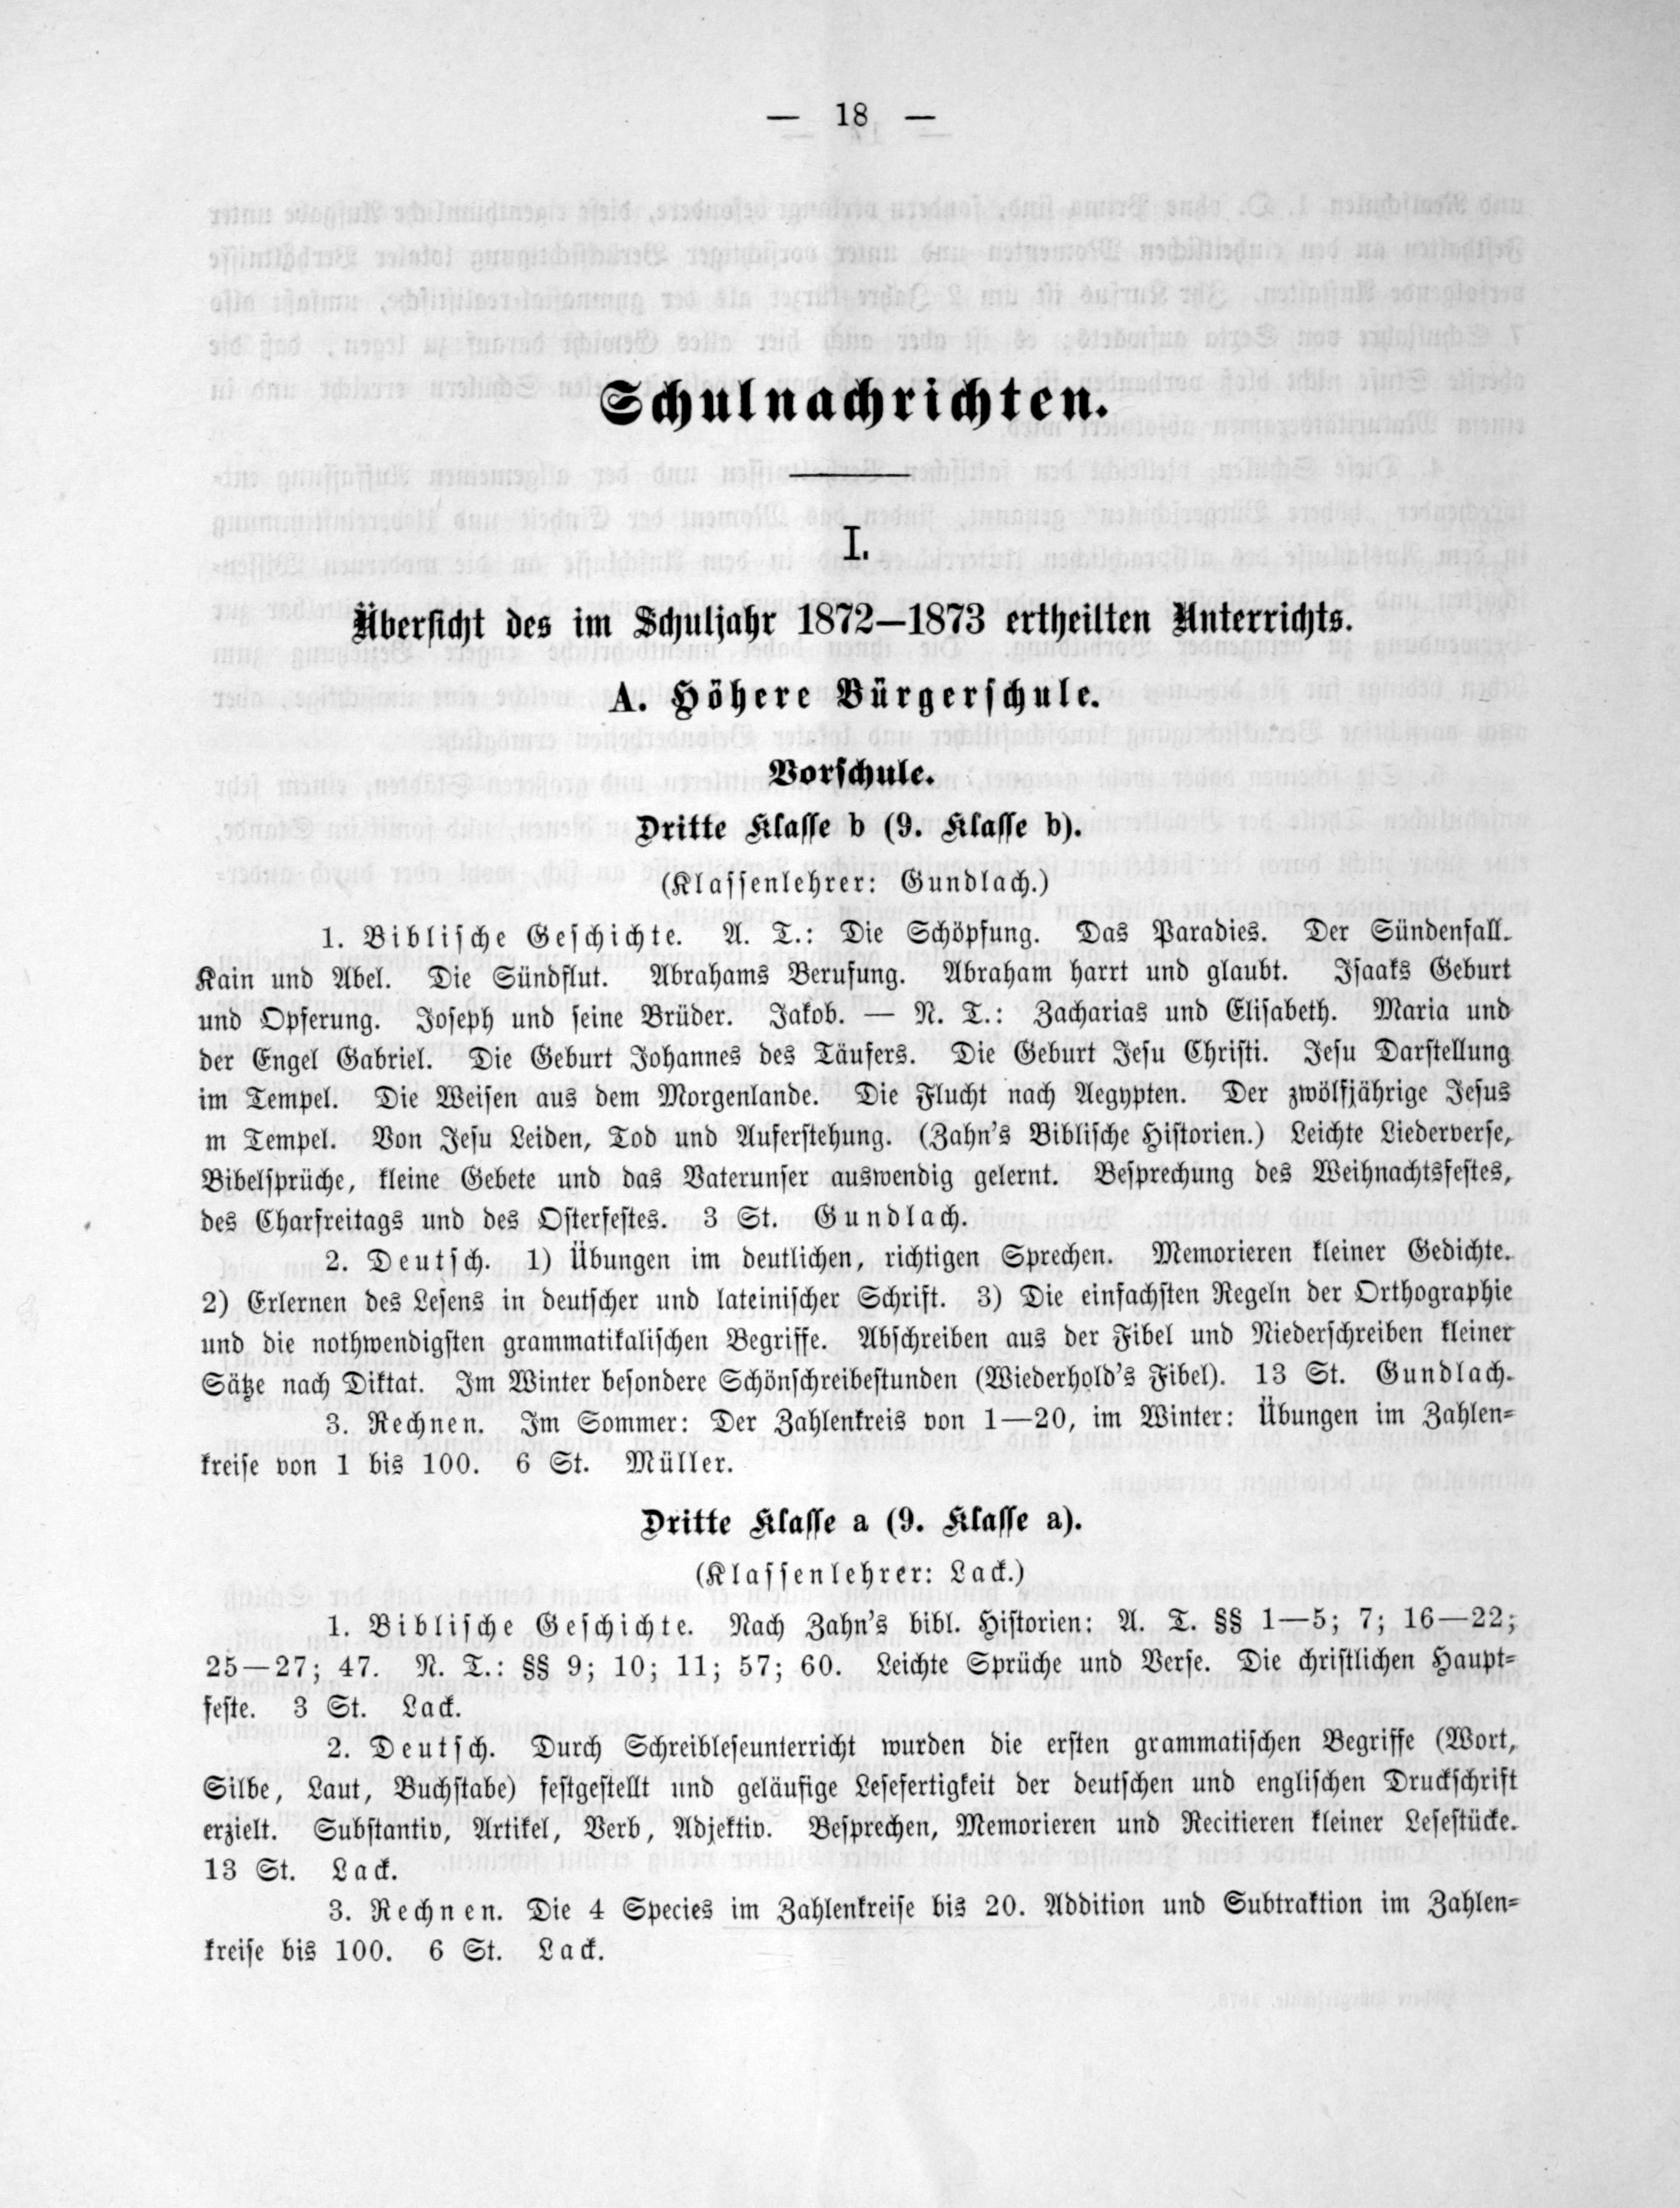 — 18 —
Schulnachrichten.
I.
Übersicht des im Schuljahr 1872—1873 ertheilten Unterrichts.
A. Höhere Bürgerschule.
Vorschule.
Dritte Klasse b (9. Klasse b).
(Klassenlehrer: Gundlach.)
1. Biblische Geschichte. A. T.: Die Schöpfung. Das Paradies. Der Sündenfall.
Kain und Abel. Die Sündflut. Abrahams Berufung. Abraham harrt und glaubt. Isaaks Geburt
und Opferung. Joseph und seine Brüder. Jakob. — N. T.: Zacharias und Elisabeth. Maria und
der Engel Gabriel. Die Geburt Johannes des Täufers. Die Geburt Jesu Christi. Jesu Darstellung
im Tempel. Die Weisen aus dem Morgenlande. Die Flucht nach Aegypten. Der zwölfjährige Jesus
m Tempel. Von Jesu Leiden, Tod und Auferstehung. (Zahn's Biblische Historien.) Leichte Liederverse,
Bibelsprüche, kleine Gebete und das Vaterunser auswendig gelernt. Besprechung des Weihnachtsfestes,
des Charfreitags und des Osterfestes. 3 St. Gundlach.
2. Deutsch. 1) Übungen im deutlichen, richtigen Sprechen. Memorieren kleiner Gedichte.
2) Erlernen des Lesens in deutscher und lateinischer Schrift. 3) Die einfachsten Regeln der Orthographie
und die nothwendigsten grammatikalischen Begriffe. Abschreiben aus der Fibel und Niederschreiben kleiner
Sätze nach Diktat. Im Winter besondere Schönschreibestunden (Wiederhold's Fibel). 13 St. Gundlach.
3. Rechnen. Im Sommer: Der Zahlenkreis von 1—20, im Winter: Übungen im Zahlen-
kreise von 1 bis 100. 6 St. Müller.
Dritte Klasse a (9. Klasse a).
(Klassenlehrer: Lack.)
1. Biblische Geschichte. Nach Zahn's bibl. Historien: A. T. §§ 1—5; 7; 16—22;
25—27; 47. N. T.: §§ 9; 10; 11; 57; 60. Leichte Sprüche und Verse. Die christlichen Haupt-
feste. 3 St. Lack.
2. Deutsch. Durch Schreibleseunterricht wurden die ersten grammatischen Begriffe (Wort,
Silbe, Laut, Buchstabe) festgestellt und geläufige Lesefertigkeit der deutschen und englischen Druckschrift
erzielt. Substantiv, Artikel, Verb, Adjektiv. Besprechen, Memorieren und Recitieren kleiner Lesestücke.
13 St. Lack.
3. Rechnen. Die 4 Species im Zahlenkreise bis 20. Addition und Subtraktion im Zahlen-
kreise bis 100. 6 St. Lack.